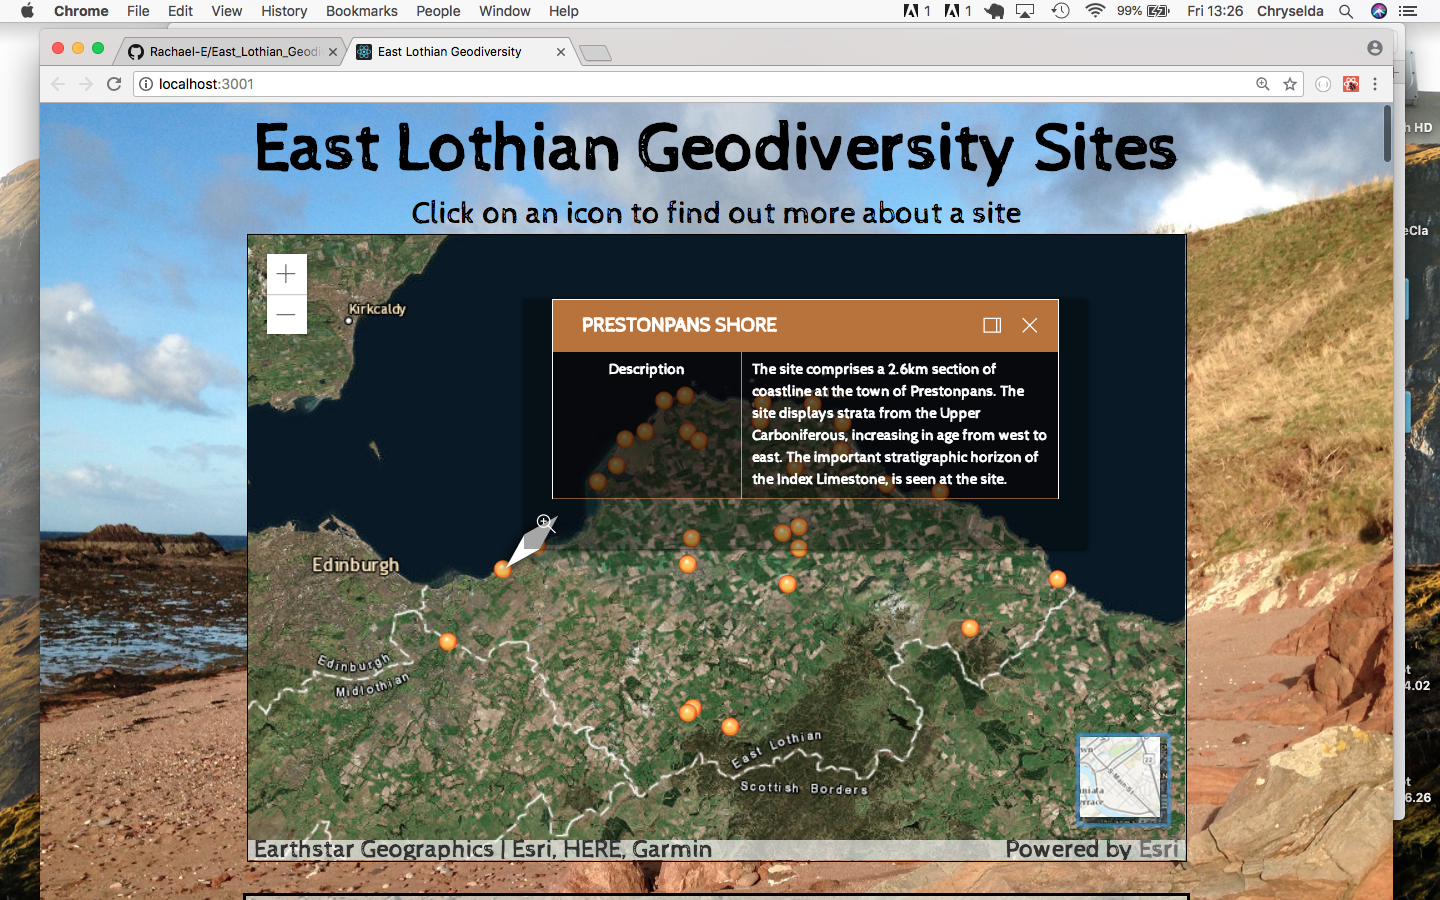 Chrome File Edit View History Bookmarks People Window Help 1 1 99% Fri 13:26 Chryselda
Rachael-E/East_Lothian_Geodi
East Lothian Geodiversity
localhost:3001
East Lothian Geodiversity Sites
Click on an icon to find out more about a site
Kirkcaldy
PRESTONPANS SHORE
Description
The site comprises a 2.6km section of
coastline at the town of Prestonpans. The
site displays strata from the Upper
Carboniferous, increasing in age from west to
east. The important stratigraphic horizon of
the Index Limestone, is seen at the site.
Edinburgh
Edinburgh
Midlothian
East Lothian
Scottish Borders
22
S Main St
Earthstar Geographics | Esri, HERE, Garmin
Powered by Esri
h HD
eCla
t
4.02
t
6.26